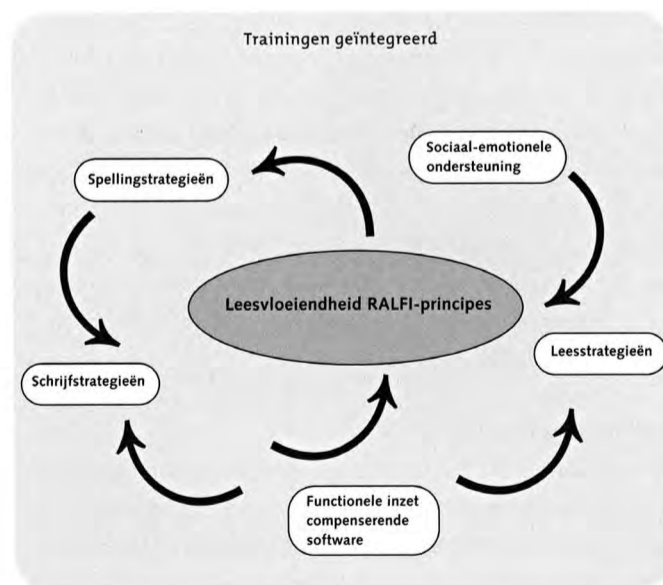 Trainingen geïntegreerd
Sociaal-emotionele
ondersteuning
Spellingstrategieën
Leesvloeiendheid RALFI-principes
Leesstrategieën
Schrijfstrategieën
Functionele inzet
compenserende
software